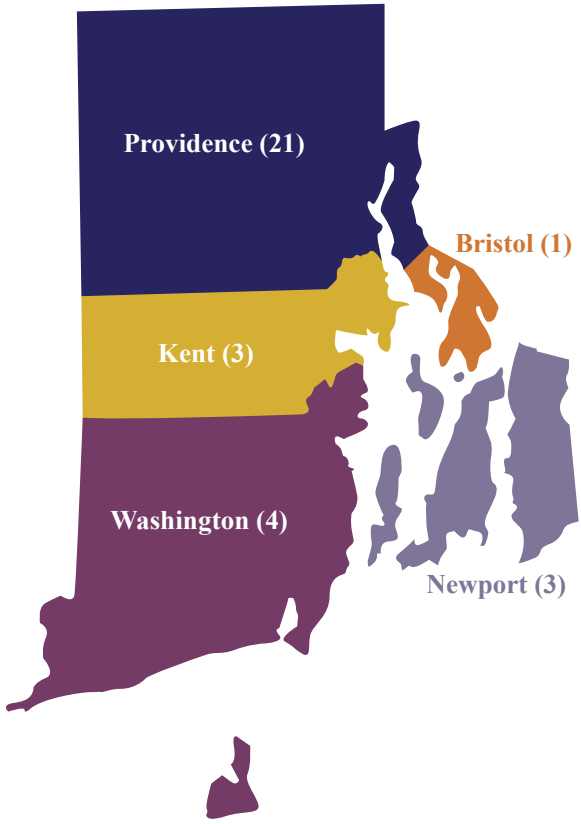 Providence (21)
Bristol (1)
Kent (3)
Washington (4)
Newport (3)